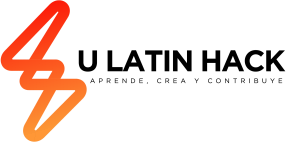 U LATIN HACK
APRENDE, CREA Y CONTRIBUYE